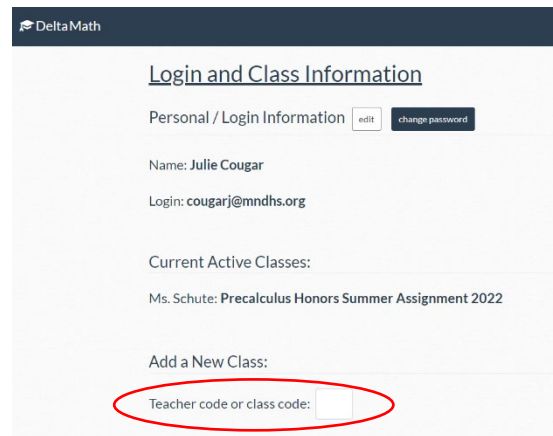 DeltaMath
Login and Class Information
Personal / Login Information edit change password
Name: Julie Cougar
Login: cougarj@mndhs.org
Current Active Classes:
Ms. Schute: Precalculus Honors Summer Assignment 2022
Add a New Class:
Teacher code or class code: